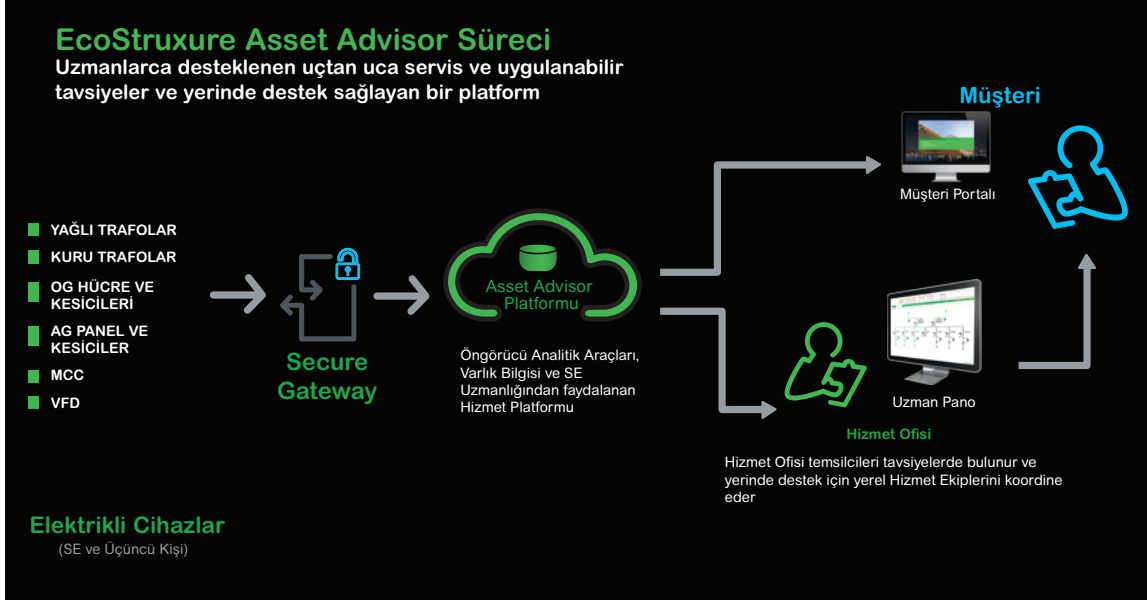 EcoStruxure Asset Advisor Süreci
Uzmanlarca desteklenen uçtan uca servis ve uygulanabilir
tavsiyeler ve yerinde destek sağlayan bir platform
Müşteri
Müşteri Portalı
YAĞLI TRAFOLAR
KURU TRAFOLAR
OG HÜCRE VE
KESİCİLERİ
AG PANEL VE
KESİCİLER
MCC
VFD
Secure
Gateway
Asset Advisor
Platformu
Öngörücü Analitik Araçları,
Varlık Bilgisi ve SE
Uzmanlığından faydalanan
Hizmet Platformu
Uzman Pano
Hizmet Ofisi
Hizmet Ofisi temsilcileri tavsiyelerde bulunur ve
yerinde destek için yerel Hizmet Ekiplerini koordine
eder
Elektrikli Cihazlar
(SE ve Üçüncü Kişi)